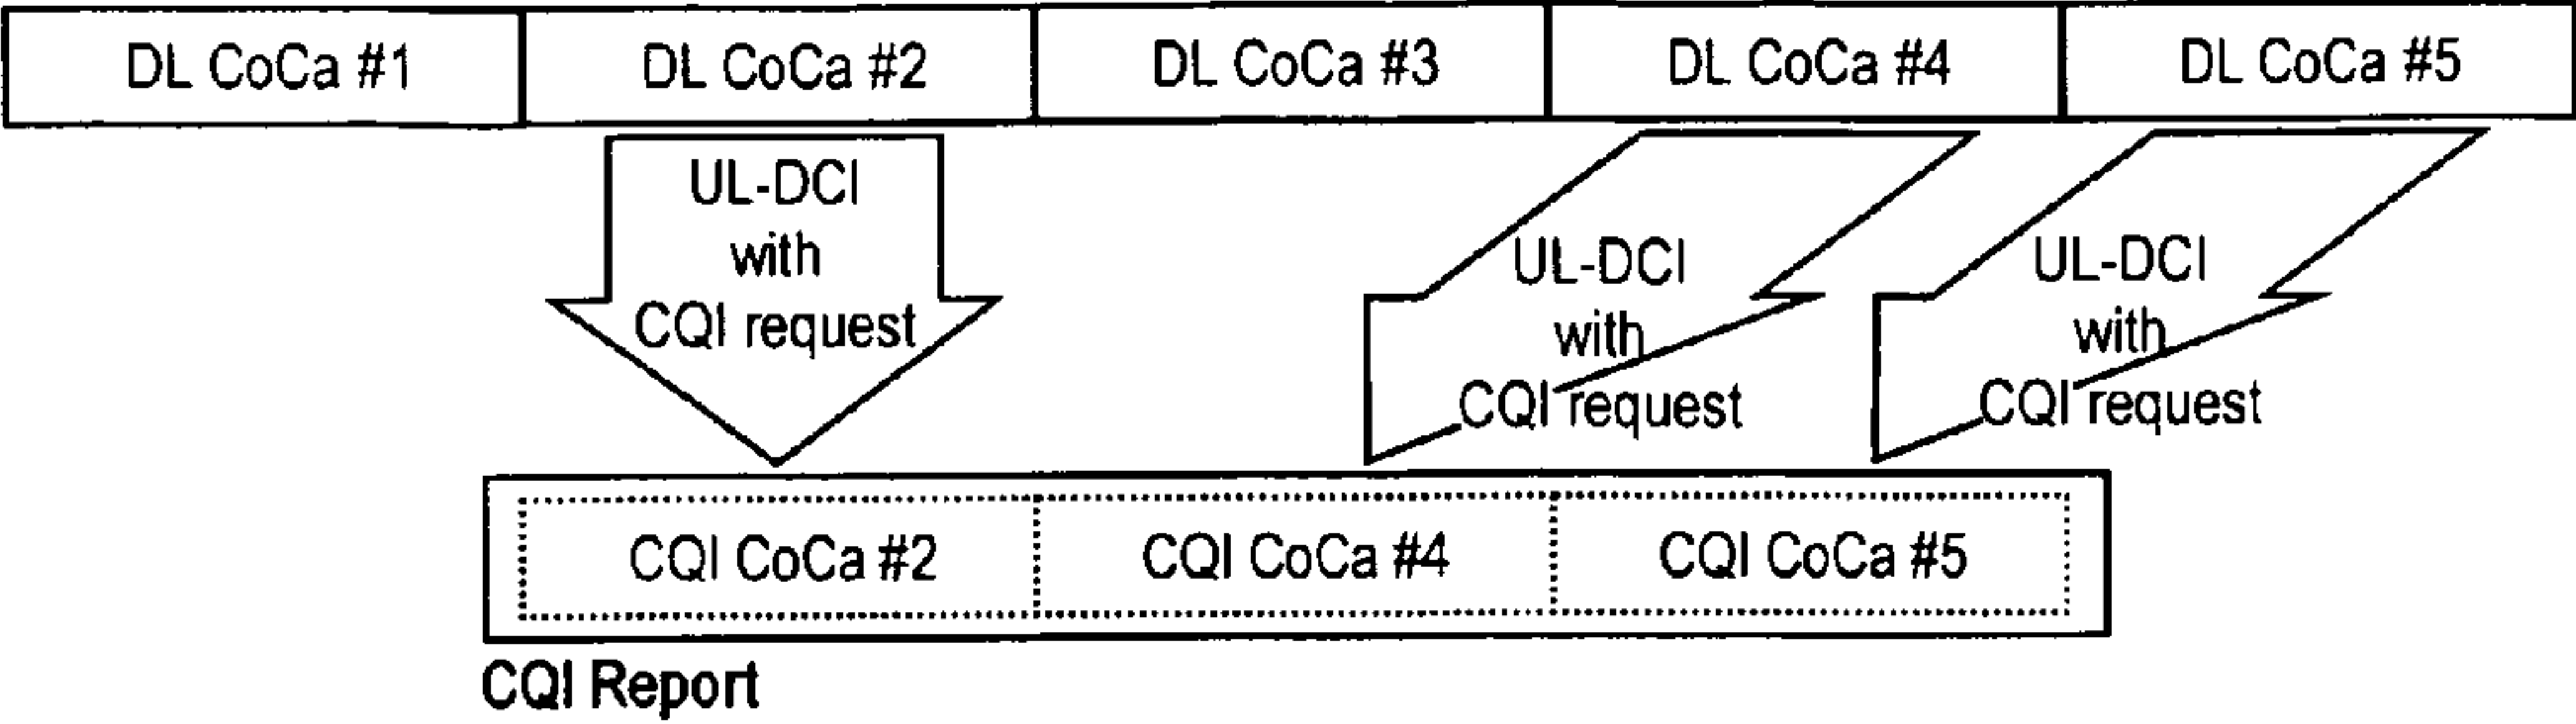 DL CoCa #1 DL CoCa #2 DL CoCa #3 DL CoCa #4 DL CoCa #5
UL-DCI
with
CQI request
UL-DCI
with
CQI request
UL-DCI
with
CQI request
CQI CoCa #2 CQI CoCa #4 CQI CoCa #5
CQI Report